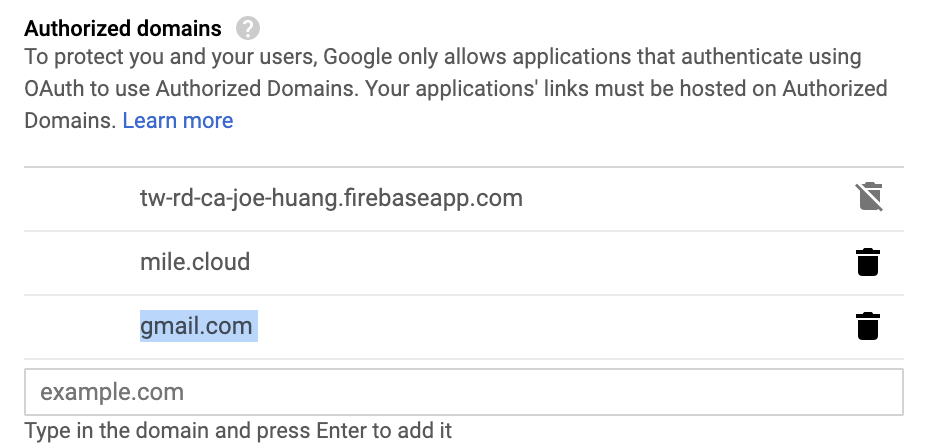 Authorized domains ?
To protect you and your users, Google only allows applications that authenticate using
OAuth to use Authorized Domains. Your applications' links must be hosted on Authorized
Domains. Learn more
tw-rd-ca-joe-huang.firebaseapp.com
mile.cloud
gmail.com
example.com
Type in the domain and press Enter to add it